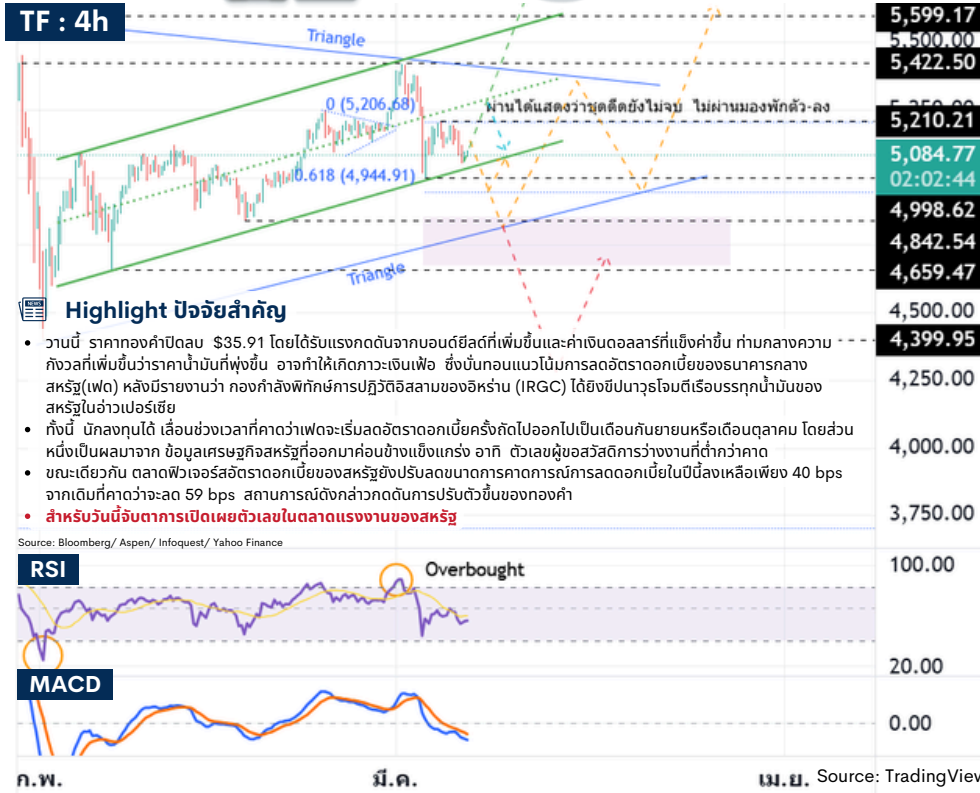 TF : 4h
5,599.17
5,500.00
Triangle
5,422.50
0 (5,206.68)
ผ่านได้แสดงว่าชุดดีดยังไม่จบ ไม่ผ่านมองพักตัว-ลง
5,250.00
5,210.21
5,084.77
02:02:44
0.618 (4,944.91)
4,998.62
4,842.54
Triangle
4,659.47
Highlight ปัจจัยสำคัญ
4,500.00
• วานนี้ ราคาทองคำปิดลบ $35.91 โดยได้รับแรงกดดันจากบอนด์ยีลด์ที่เพิ่มขึ้นและค่าเงินดอลลาร์ที่แข็งค่าขึ้น ท่ามกลางความ
4,399.95
กังวลที่เพิ่มขึ้นว่าราคาน้ำมันที่พุ่งขึ้น อาจทำให้เกิดภาวะเงินเฟ้อ ซึ่งบั่นทอนแนวโน้มการลดอัตราดอกเบี้ยของธนาคารกลาง
สหรัฐ(เฟด) หลังมีรายงานว่า กองกำลังพิทักษ์การปฏิวัติอิสลามของอิหร่าน (IRGC) ได้ยิงขีปนาวุธโจมตีเรือบรรทุกน้ำมันของ
4,250.00
สหรัฐในอ่าวเปอร์เซีย
• ทั้งนี้ นักลงทุนได้ เลื่อนช่วงเวลาที่คาดว่าเฟดจะเริ่มลดอัตราดอกเบี้ยครั้งถัดไปออกไปเป็นเดือนกันยายนหรือเดือนตุลาคม โดยส่วน
หนึ่งเป็นผลมาจาก ข้อมูลเศรษฐกิจสหรัฐที่ออกมาค่อนข้างแข็งแกร่ง อาทิ ตัวเลขผู้ขอสวัสดิการว่างงานที่ต่ำกว่าคาด
4,000.00
• ขณะเดียวกัน ตลาดฟิวเจอร์สอัตราดอกเบี้ยของสหรัฐยังปรับลดขนาดการคาดการณ์การลดดอกเบี้ยในปีนี้ลงเหลือเพียง 40 bps
จากเดิมที่คาดว่าจะลด 59 bps สถานการณ์ดังกล่าวกดดันการปรับตัวขึ้นของทองคำ
• สำหรับวันนี้จับตาการเปิดเผยตัวเลขในตลาดแรงงานของสหรัฐ
3,750.00
Source: Bloomberg/ Aspen/ Infoquest/ Yahoo Finance
RSI
Overbought
100.00
20.00
MACD
0.00
ก.พ.
มี.ค.
เม.ย.
Source: TradingView